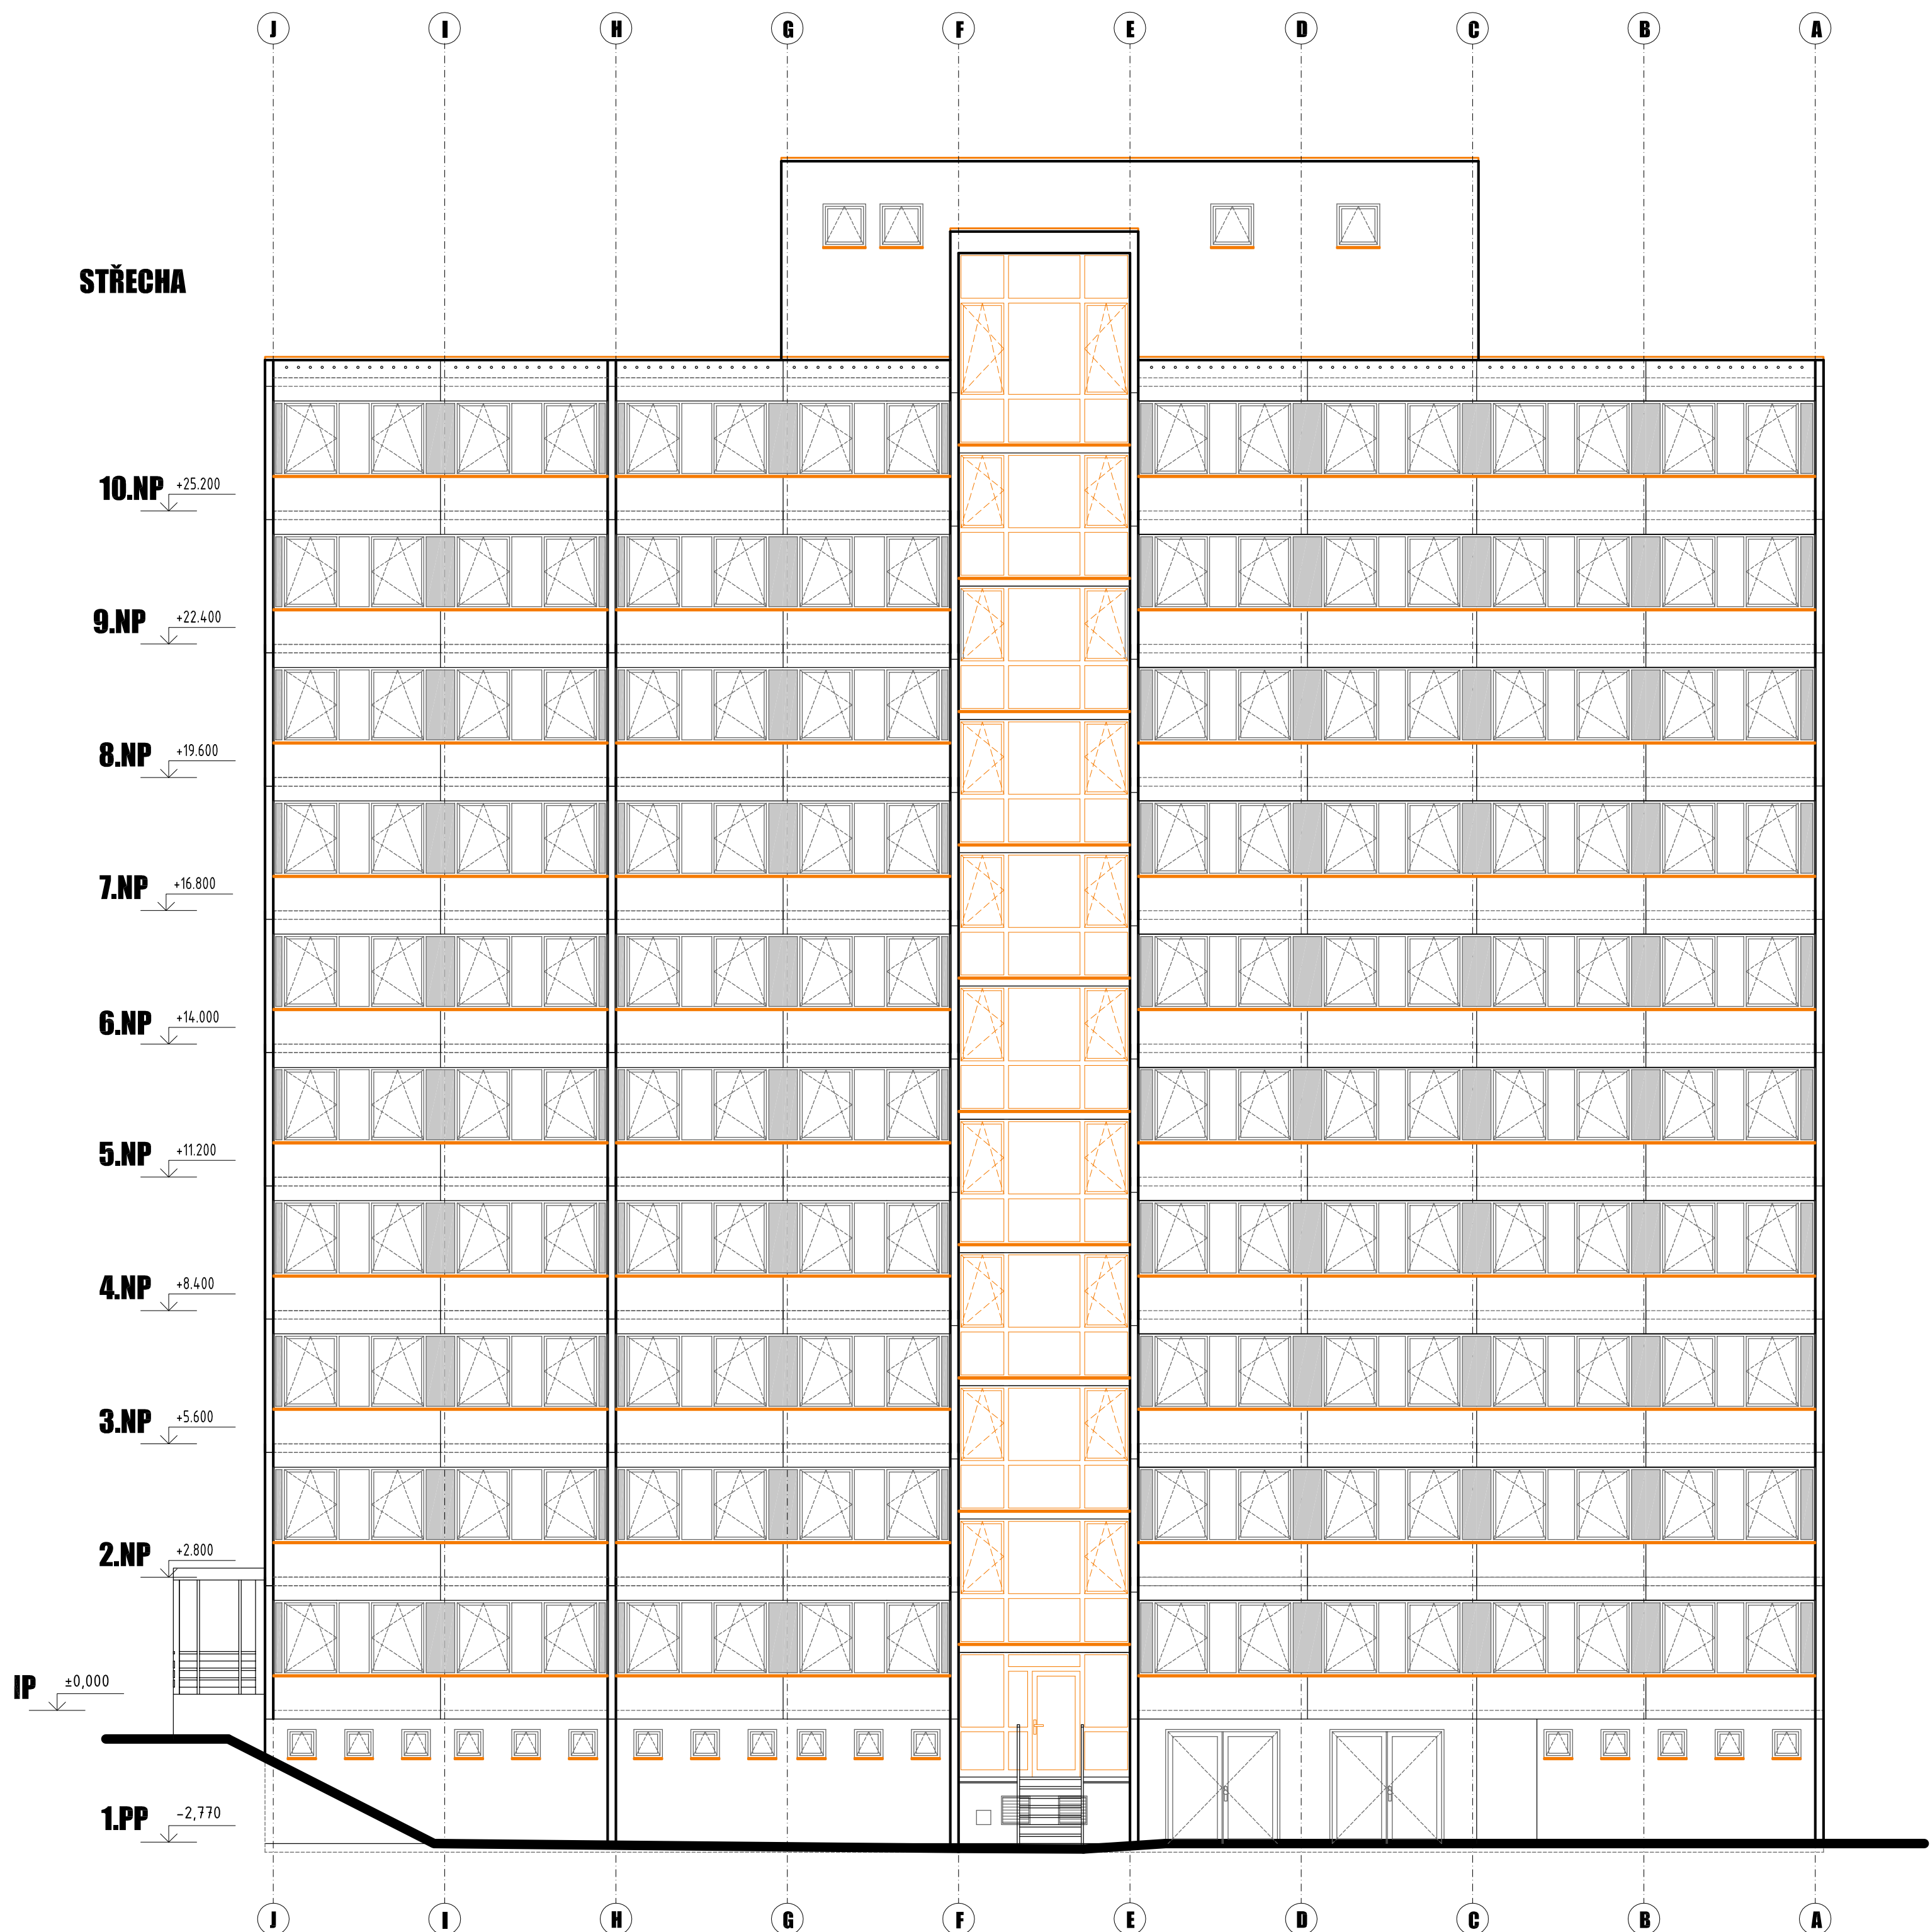 J I H G F E D C B A
STŘECHA
10.NP +25.200
9.NP +22.400
8.NP +19.600
7.NP +16.800
6.NP +14.000
5.NP +11.200
4.NP +8.400
3.NP +5.600
2.NP +2.800
IP ±0,000
1.PP -2,770
J I H G F E D C B A